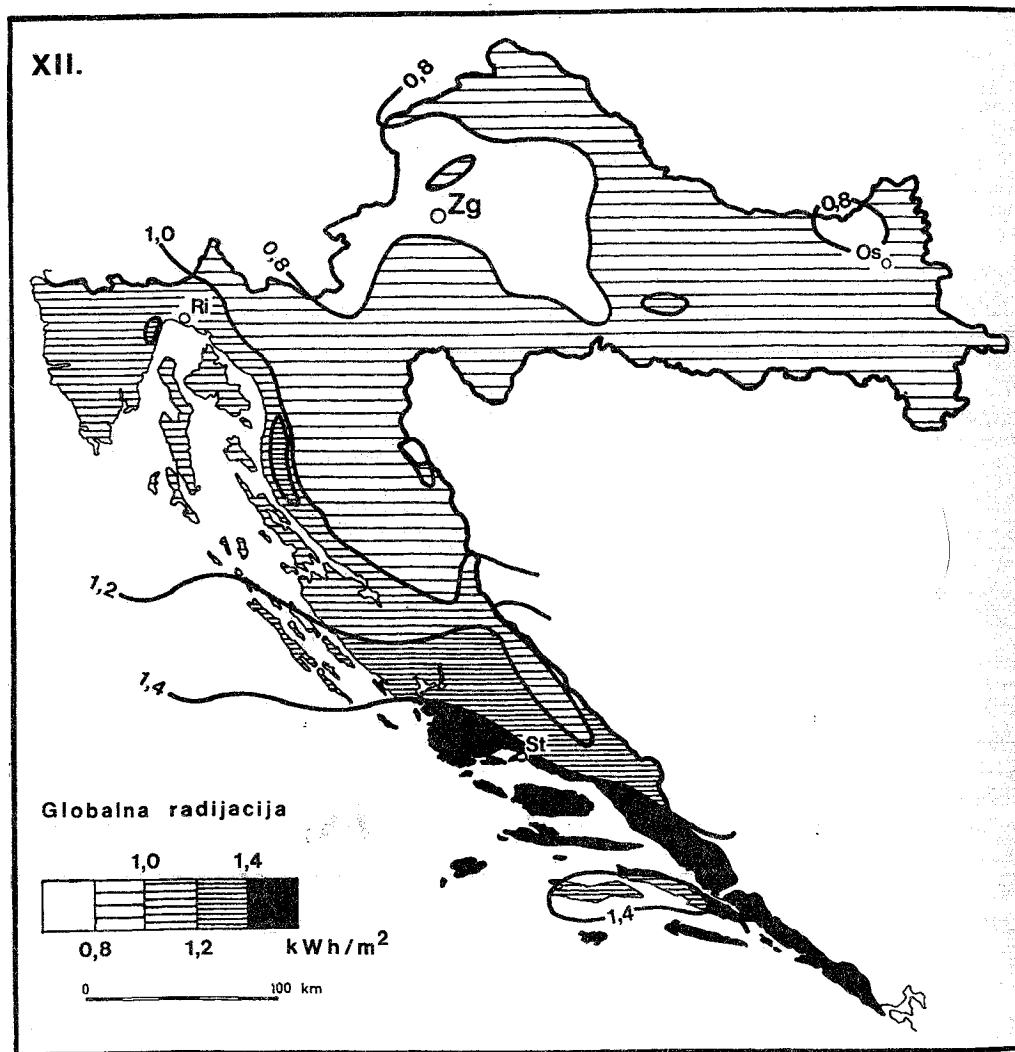 XII.
0,8
Zg
0,8
1,0
0,8
Os
Ri
1,2
1,4
St
Globalna radijacija
1,0 1,4
1,4
0,8 1,2 kWh/m²
0 100 km